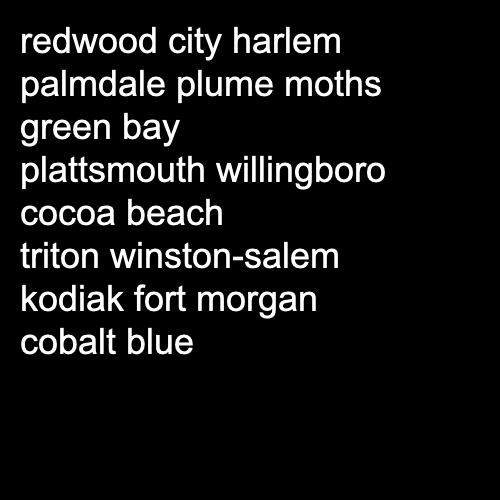 redwood city harlem
palmdale plume moths
green bay
plattsmouth willingboro
cocoa beach
triton winston-salem
kodiak fort morgan
cobalt blue